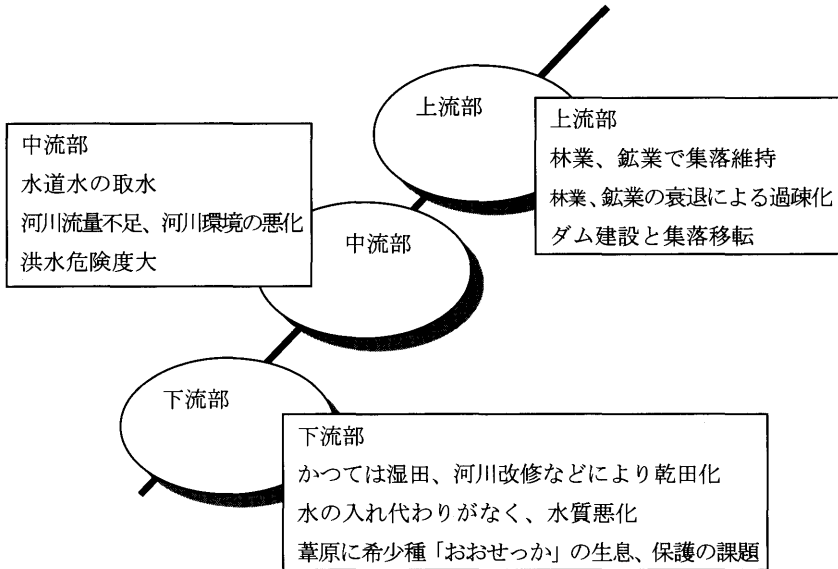 上流部
上流部
林業、鉱業で集落維持
林業、鉱業の衰退による過疎化
ダム建設と集落移転
中流部
水道水の取水
河川流量不足、河川環境の悪化
洪水危険度大
中流部
下流部
下流部
かつては湿田、河川改修などにより乾田化
水の入れ代わりがなく、水質悪化
葦原に希少種「おおせっか」の生息、保護の課題